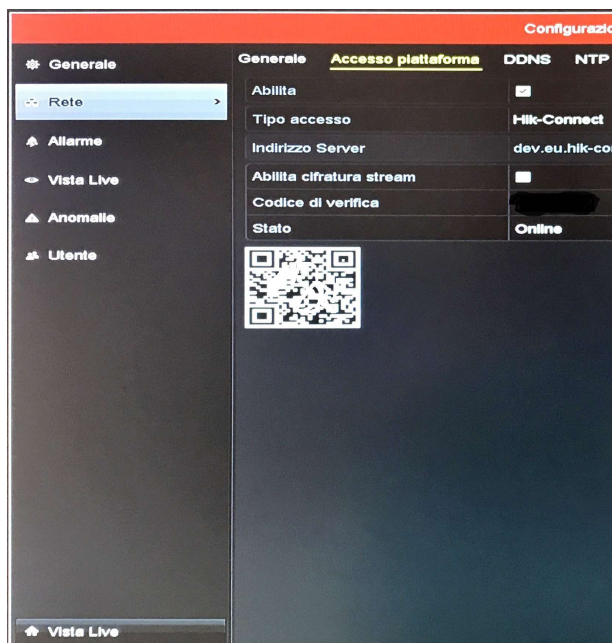 Configurazio
Generale
Rete >
Allarme
Vista Live
Anomalie
Utente
Generale Accesso piattaforma DDNS NTP
Abilita
Tipo accesso Hik-Connect
Indirizzo Server dev.eu.hik-co
Abilita cifratura stream
Codice di verifica
Stato Online
Vista Live